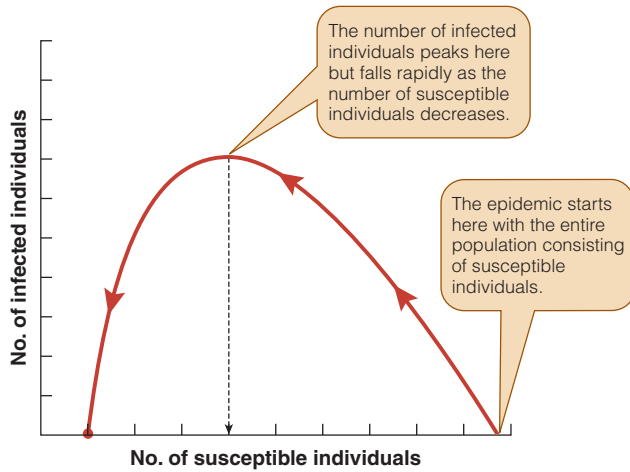 The number of infected
individuals peaks here
but falls rapidly as the
number of susceptible
individuals decreases.
The epidemic starts
here with the entire
population consisting
of susceptible
individuals.
No. of infected individuals
No. of susceptible individuals